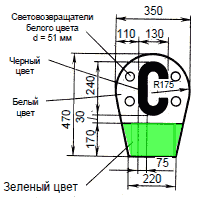 Световозвращатели
белого цвета
d = 51 мм
350
110
130
Черный
цвет
240
R175
C
Белый
цвет
470
30
170
75
220
Зеленый цвет